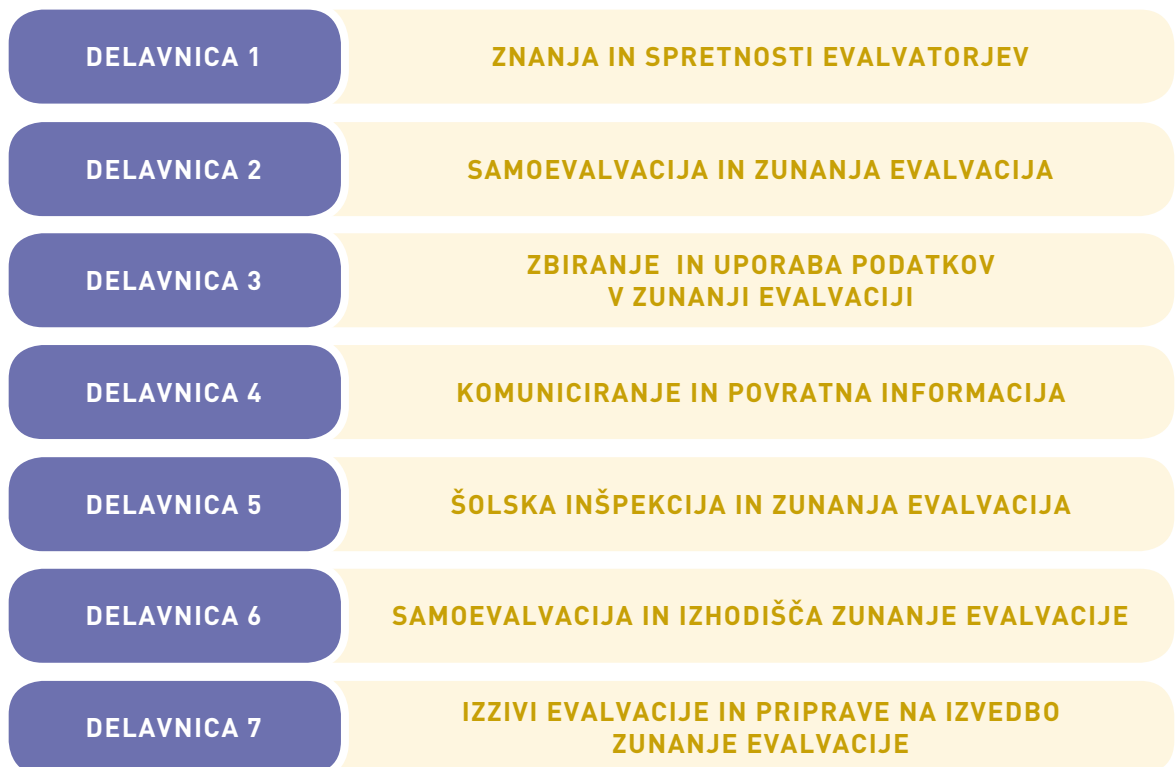 DELAVNICA 1
ZNANJA IN SPRETNOSTI EVALVATORJEV
DELAVNICA 2
SAMOEVALVACIJA IN ZUNANJA EVALVACIJA
DELAVNICA 3
ZBIRANJE IN UPORABA PODATKOV
V ZUNANJI EVALVACIJI
DELAVNICA 4
KOMUNICIRANJE IN POVRATNA INFORMACIJA
DELAVNICA 5
ŠOLSKA INŠPEKCIJA IN ZUNANJA EVALVACIJA
DELAVNICA 6
SAMOEVALVACIJA IN IZHODIŠČA ZUNANJE EVALVACIJE
DELAVNICA 7
IZZIVI EVALVACIJE IN PRIPRAVE NA IZVEDBO
ZUNANJE EVALVACIJE